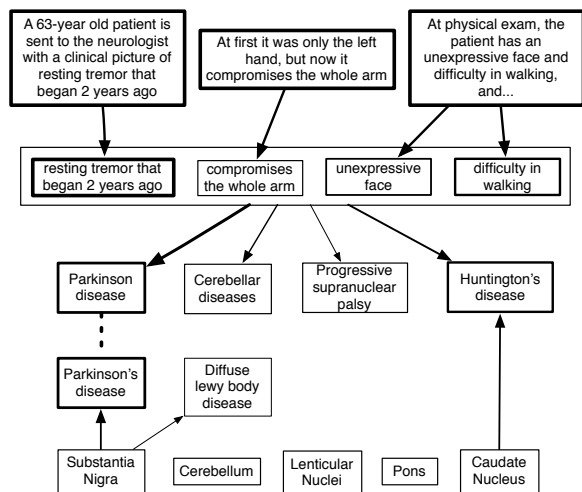 A 63-year old patient is
sent to the neurologist
with a clinical picture of
resting tremor that
began 2 years ago
At first it was only the left
hand, but now it
compromises the whole arm
At physical exam, the
patient has an
unexpressive face and
difficulty in walking,
and...
resting tremor that
began 2 years ago
compromises
the whole arm
unexpressive
face
difficulty in
walking
Parkinson
disease
Cerebellar
diseases
Progressive
supranuclear
palsy
Huntington's
disease
Parkinson's
disease
Diffuse
lewy body
disease
Substantia
Nigra
Cerebellum
Lenticular
Nuclei
Pons
Caudate
Nucleus